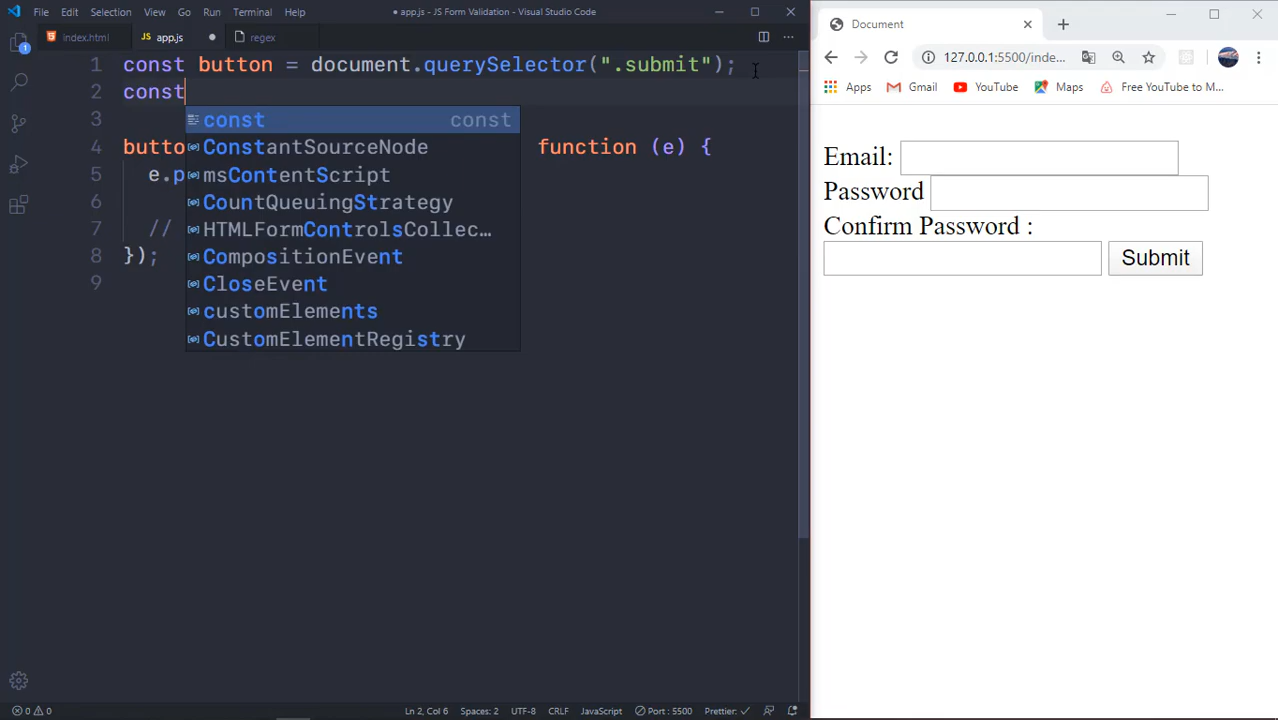 File Edit Selection View Go Run Terminal Help
● app.js - JS Form Validation - Visual Studio Code
index.html
JS app.js ●
regex
1 const button = document.querySelector(".submit");
2 const
3
4 butto function (e) {
5 e.p
6
7 //
8 });
9
const const
ConstantSourceNode
msContentScript
CountQueuingStrategy
HTMLFormControlsCollec…
CompositionEvent
CloseEvent
customElements
CustomElementRegistry
1
0 0
Ln 2, Col 6 Spaces: 2 UTF-8 CRLF JavaScript Port : 5500 Prettier: ✓
Document
127.0.0.1:5500/inde...
Apps Gmail YouTube Maps Free YouTube to M...
Email:
Password
Confirm Password :
Submit